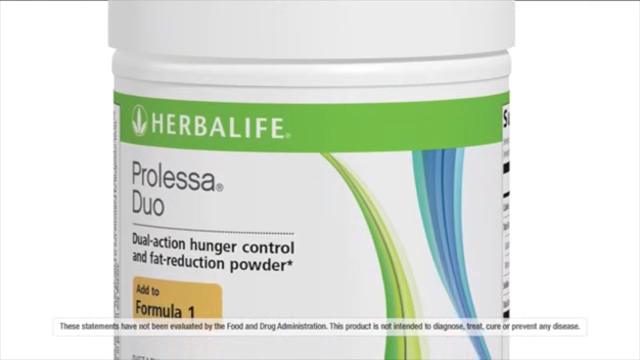 HERBALIFE®
Prolessa®
Duo
Dual-action hunger control
and fat-reduction powder*
Add to
Formula 1
These statements have not been evaluated by the Food and Drug Administration. This product is not intended to diagnose, treat, cure or prevent any disease.